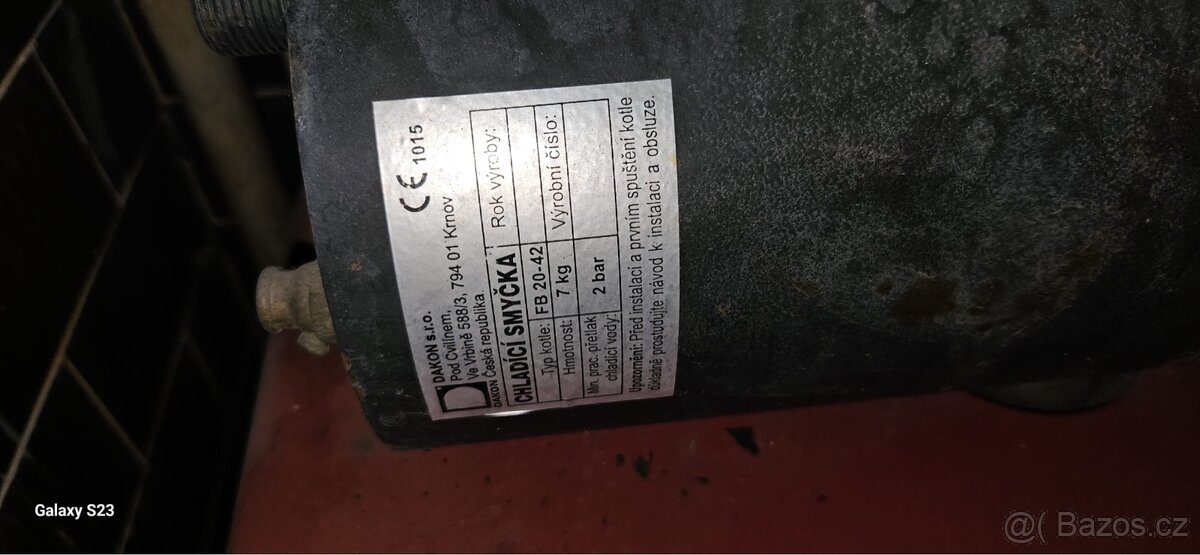 DAKON s.r.o.
Pod Cvilínem,
Ve Vrbině 588/3, 794 01 Krnov
Česká republika
DAKON
CE 1015
CHLADÍCÍ SMYČKA
Rok výroby:
Typ kotle: FB 20-42
Hmotnost: 7 kg
Výrobní číslo:
Min. prac. přetlak
chladící vody: 2 bar
Upozornění: Před instalací a prvním spuštění kotle
důkladně prostudujte návod k instalaci a obsluze.
Galaxy S23
@( Bazos.cz